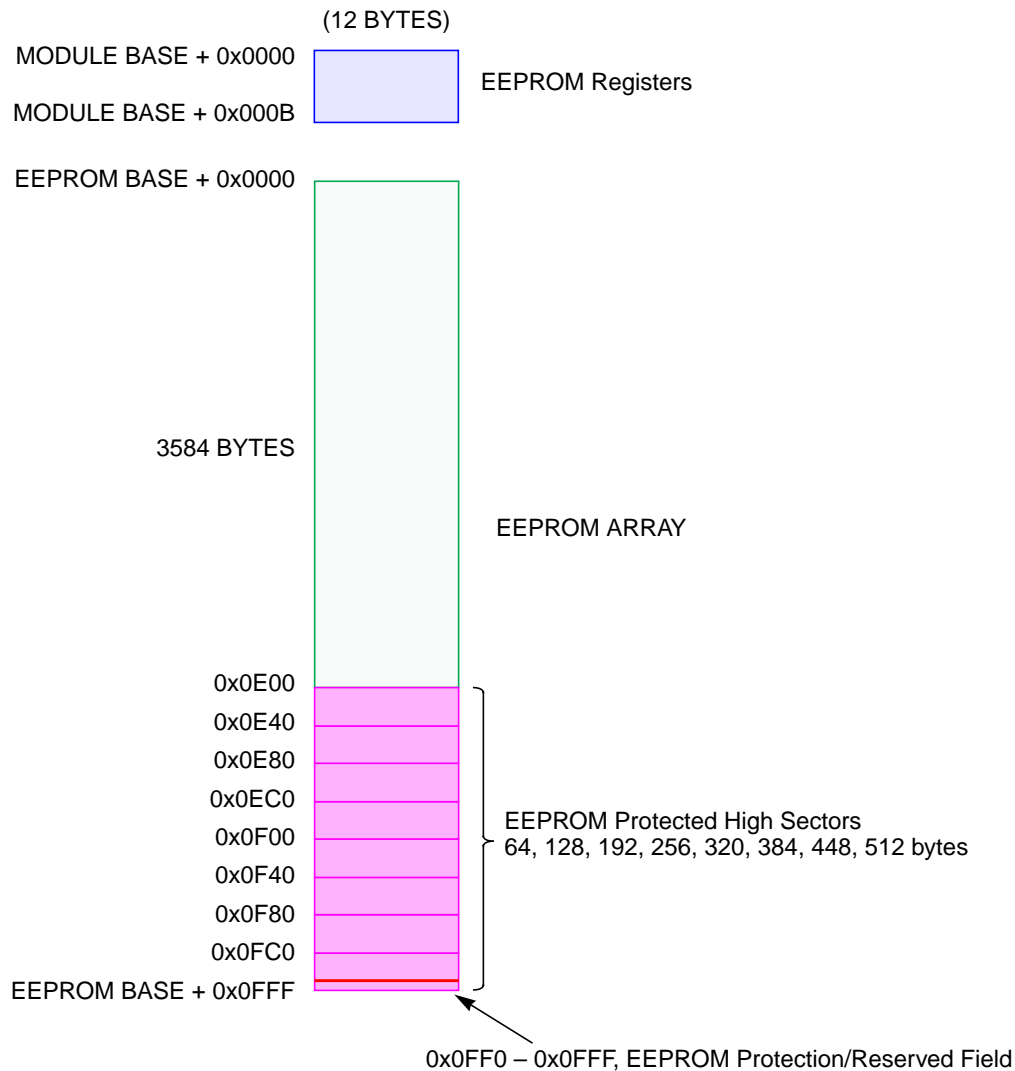 (12 BYTES)
MODULE BASE + 0x0000
EEPROM Registers
MODULE BASE + 0x000B
EEPROM BASE + 0x0000
3584 BYTES
EEPROM ARRAY
0x0E00
0x0E40
0x0E80
0x0EC0
0x0F00
0x0F40
0x0F80
0x0FC0
EEPROM Protected High Sectors
64, 128, 192, 256, 320, 384, 448, 512 bytes
EEPROM BASE + 0x0FFF
0x0FF0 – 0x0FFF, EEPROM Protection/Reserved Field